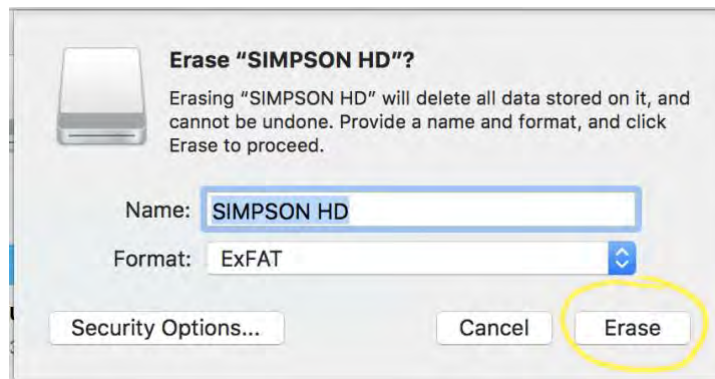 Erase “SIMPSON HD”?
Erasing “SIMPSON HD” will delete all data stored on it, and
cannot be undone. Provide a name and format, and click
Erase to proceed.
Name: SIMPSON HD
Format: ExFAT
Security Options... Cancel Erase